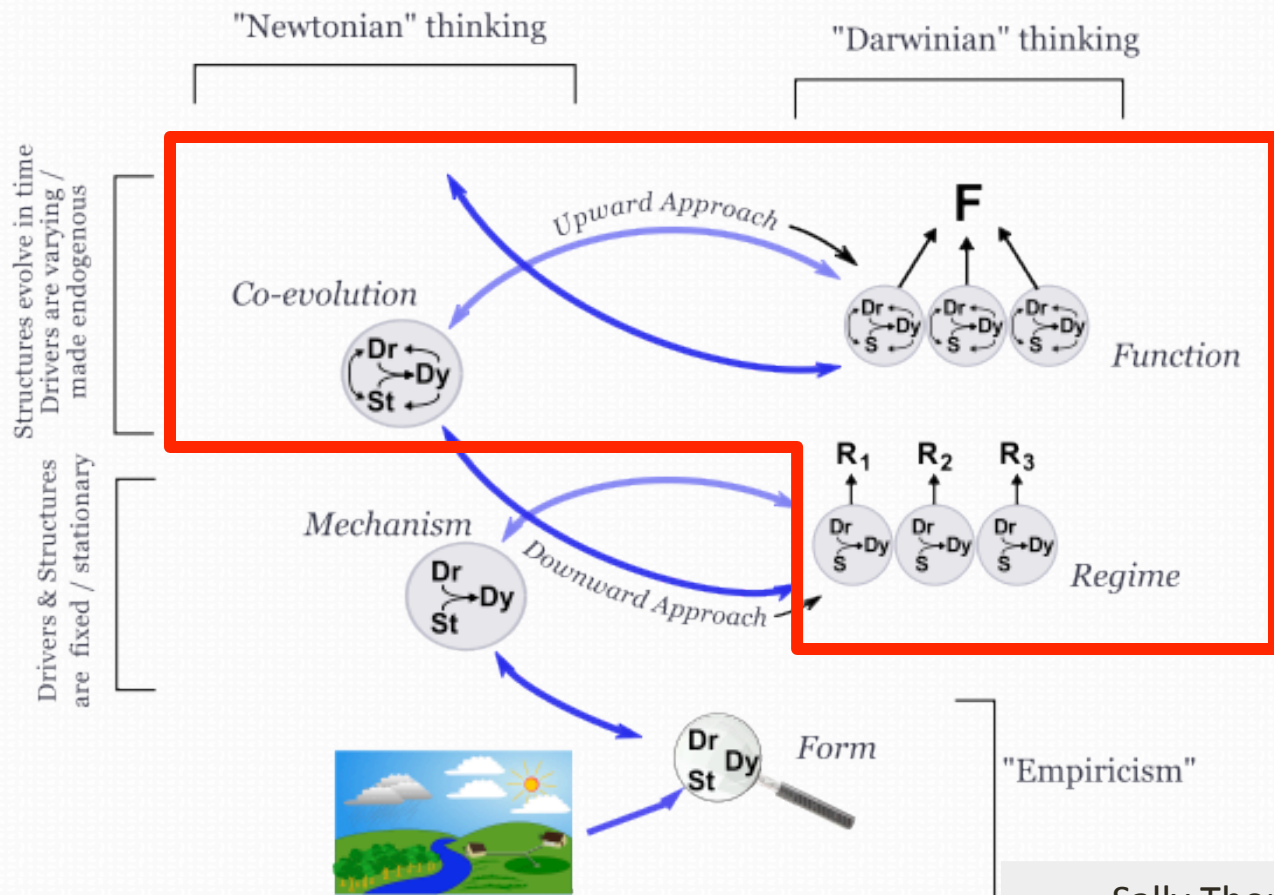 "Newtonian" thinking
"Darwinian" thinking
Structures evolve in time
Drivers are varying /
made endogenous
Upward Approach
F
Co-evolution
Dr
Dy
St
Dr
Dy
S
Dr
Dy
S
Dr
Dy
S
Function
Drivers & Structures
are fixed / stationary
R1 R2 R3
Mechanism
Dr
Dy
St
Downward Approach
Dr
Dy
S
Dr
Dy
S
Dr
Dy
S
Regime
Dr
Dy
St
Form
"Empiricism"
Sally